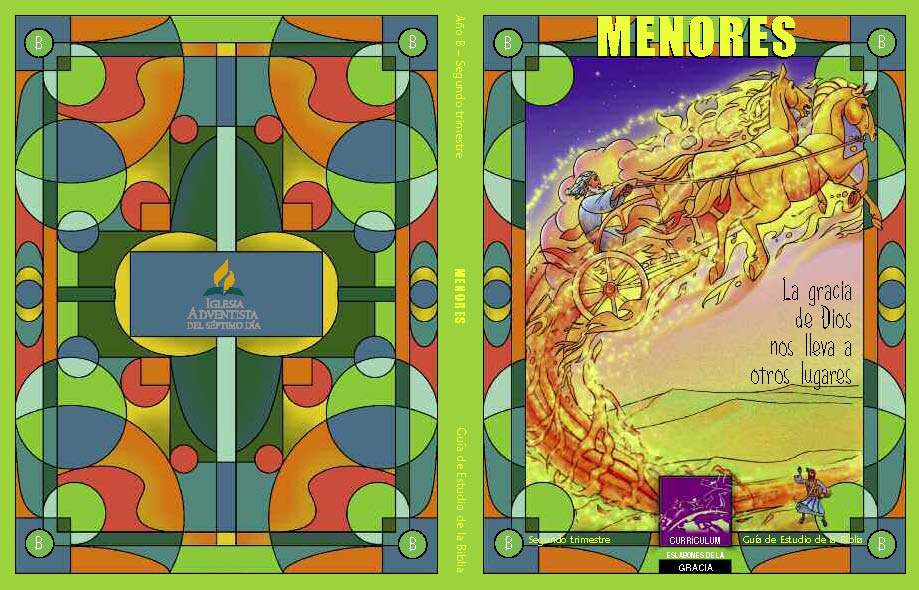 B
B
IGLESIA
ADVENTISTA
DEL SÉPTIMO DÍA
B
B
Año B – Segundo trimestre
MENORES
Guía de Estudio de la Biblia
MENORES
B
B
La gracia
de Dios
nos lleva a
otros lugares
Segundo trimestre
CURRíCULUM
Guía de Estudio de la Biblia
B
B
ESLABONES DE LA
GRACIA